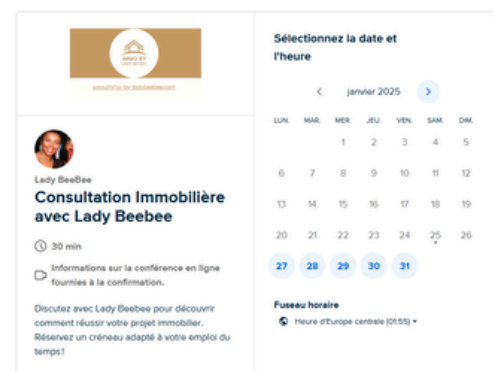 IMMO BY
LADY BEEBEE
Lady BeeBee
Consultation Immobilière
avec Lady Beebee
30 min
Informations sur la conférence en ligne
fournies à la confirmation.
Discutez avec Lady Beebee pour découvrir
comment réussir votre projet immobilier.
Réservez un créneau adapté à votre emploi du
temps!
Sélectionnez la date et
l'heure
janvier 2025
LUN. MAR. MER. JEU. VEN. SAM. DIM.
1 2 3 4 5
6 7 8 9 10 11 12
13 14 15 16 17 18 19
20 21 22 23 24 25 26
27 28 29 30 31
Fuseau horaire
Heure d'Europe centrale (01:55)